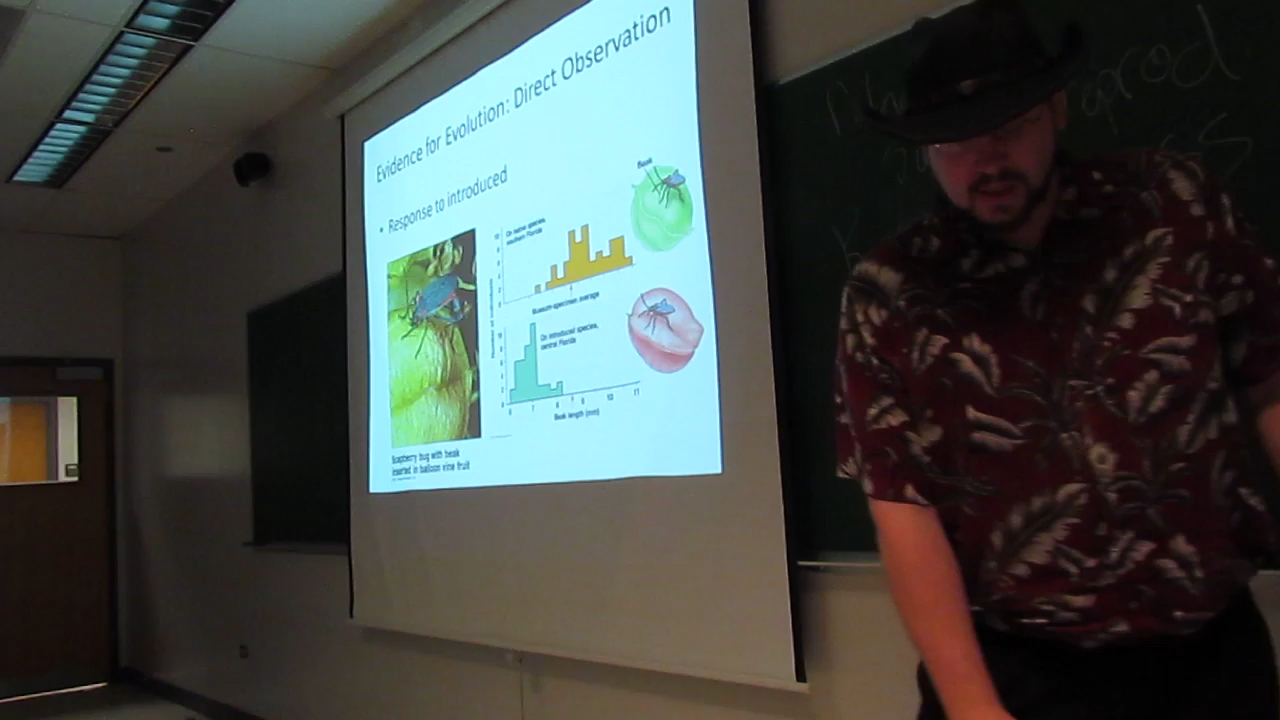 Evidence for Evolution: Direct Observation
• Response to introduced
Beak
On native species,
southern Florida
Museum-specimen average
On introduced species,
central Florida
Beak length (mm)
Soapberry bug with beak
inserted in balloon vine fruit